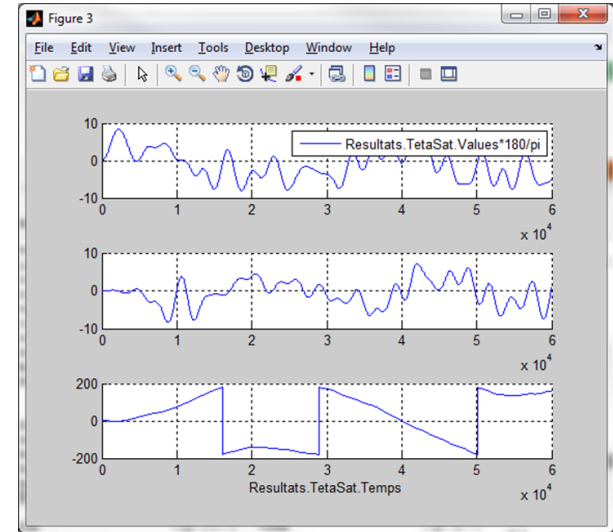 Figure 3
File Edit View Insert Tools Desktop Window Help
10
0
-10
Resultats.TetaSat.Values*180/pi
0 1 2 3 4 5 6
x 10^4
10
0
-10
0 1 2 3 4 5 6
x 10^4
200
0
-200
0 1 2 3 4 5 6
Resultats.TetaSat.Temps
x 10^4